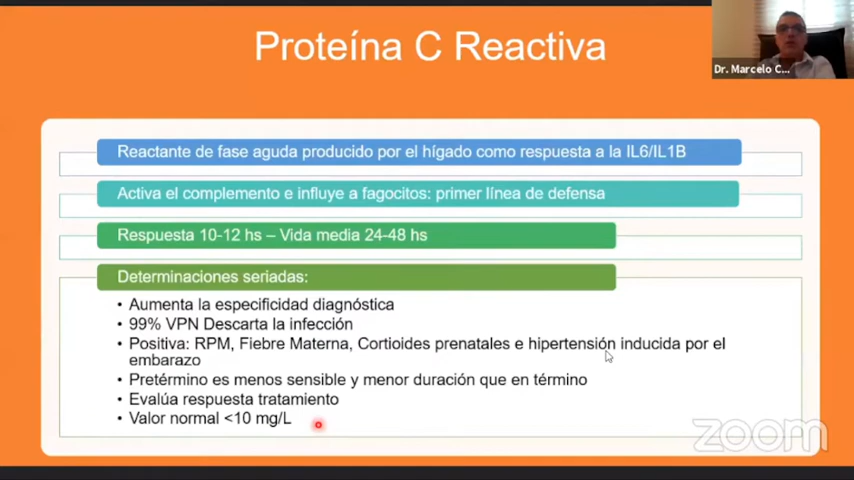 Proteína C Reactiva
Dr. Marcelo C...
Reactante de fase aguda producido por el hígado como respuesta a la IL6/IL1B
Activa el complemento e influye a fagocitos: primer línea de defensa
Respuesta 10-12 hs – Vida media 24-48 hs
Determinaciones seriadas:
• Aumenta la especificidad diagnóstica
• 99% VPN Descarta la infección
• Positiva: RPM, Fiebre Materna, Cortioides prenatales e hipertensión inducida por el
embarazo
• Pretérmino es menos sensible y menor duración que en término
• Evalúa respuesta tratamiento
• Valor normal <10 mg/L
zoom